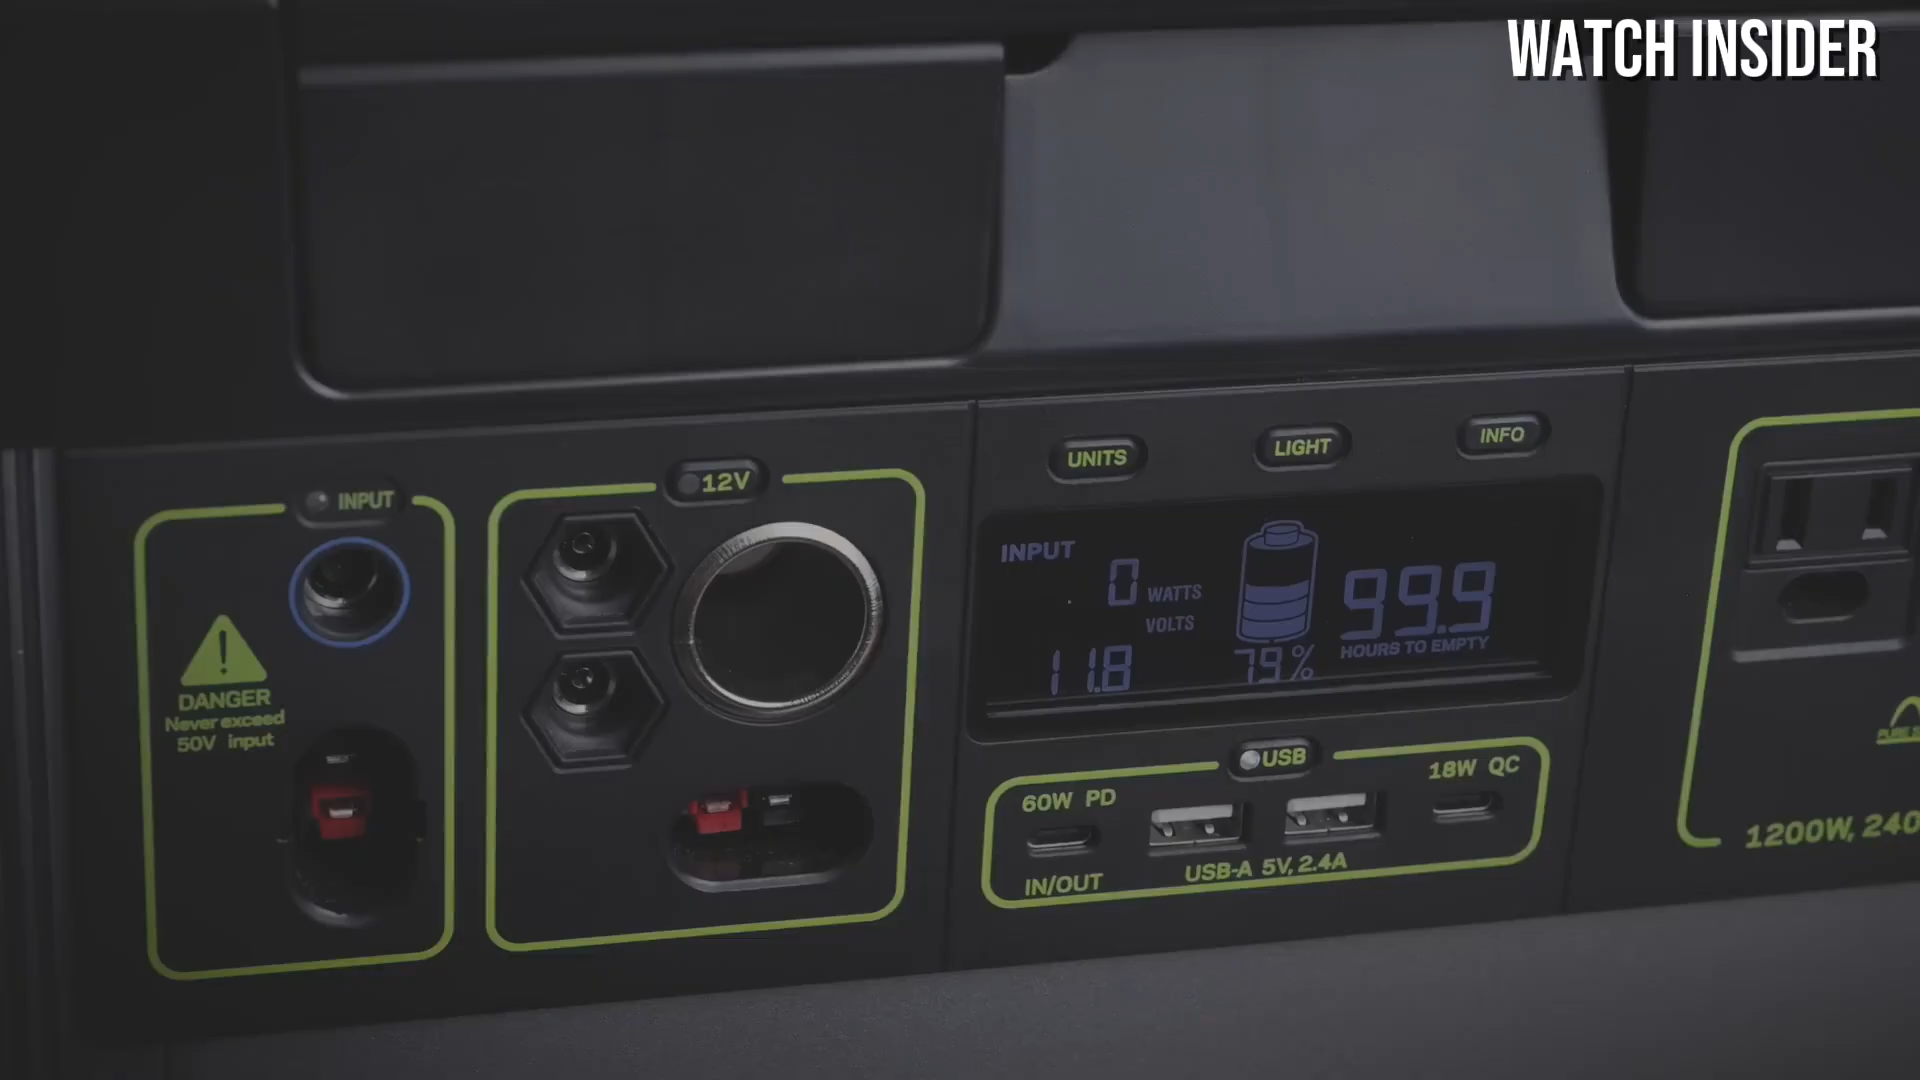 WATCH INSIDER
UNITS
LIGHT
INFO
INPUT
12V
INPUT
0 WATTS
VOLTS
11.8
79%
99.9
HOURS TO EMPTY
DANGER
Never exceed
50V input
USB
60W PD
18W QC
IN/OUT
USB-A 5V, 2.4A
PURE
1200W, 240